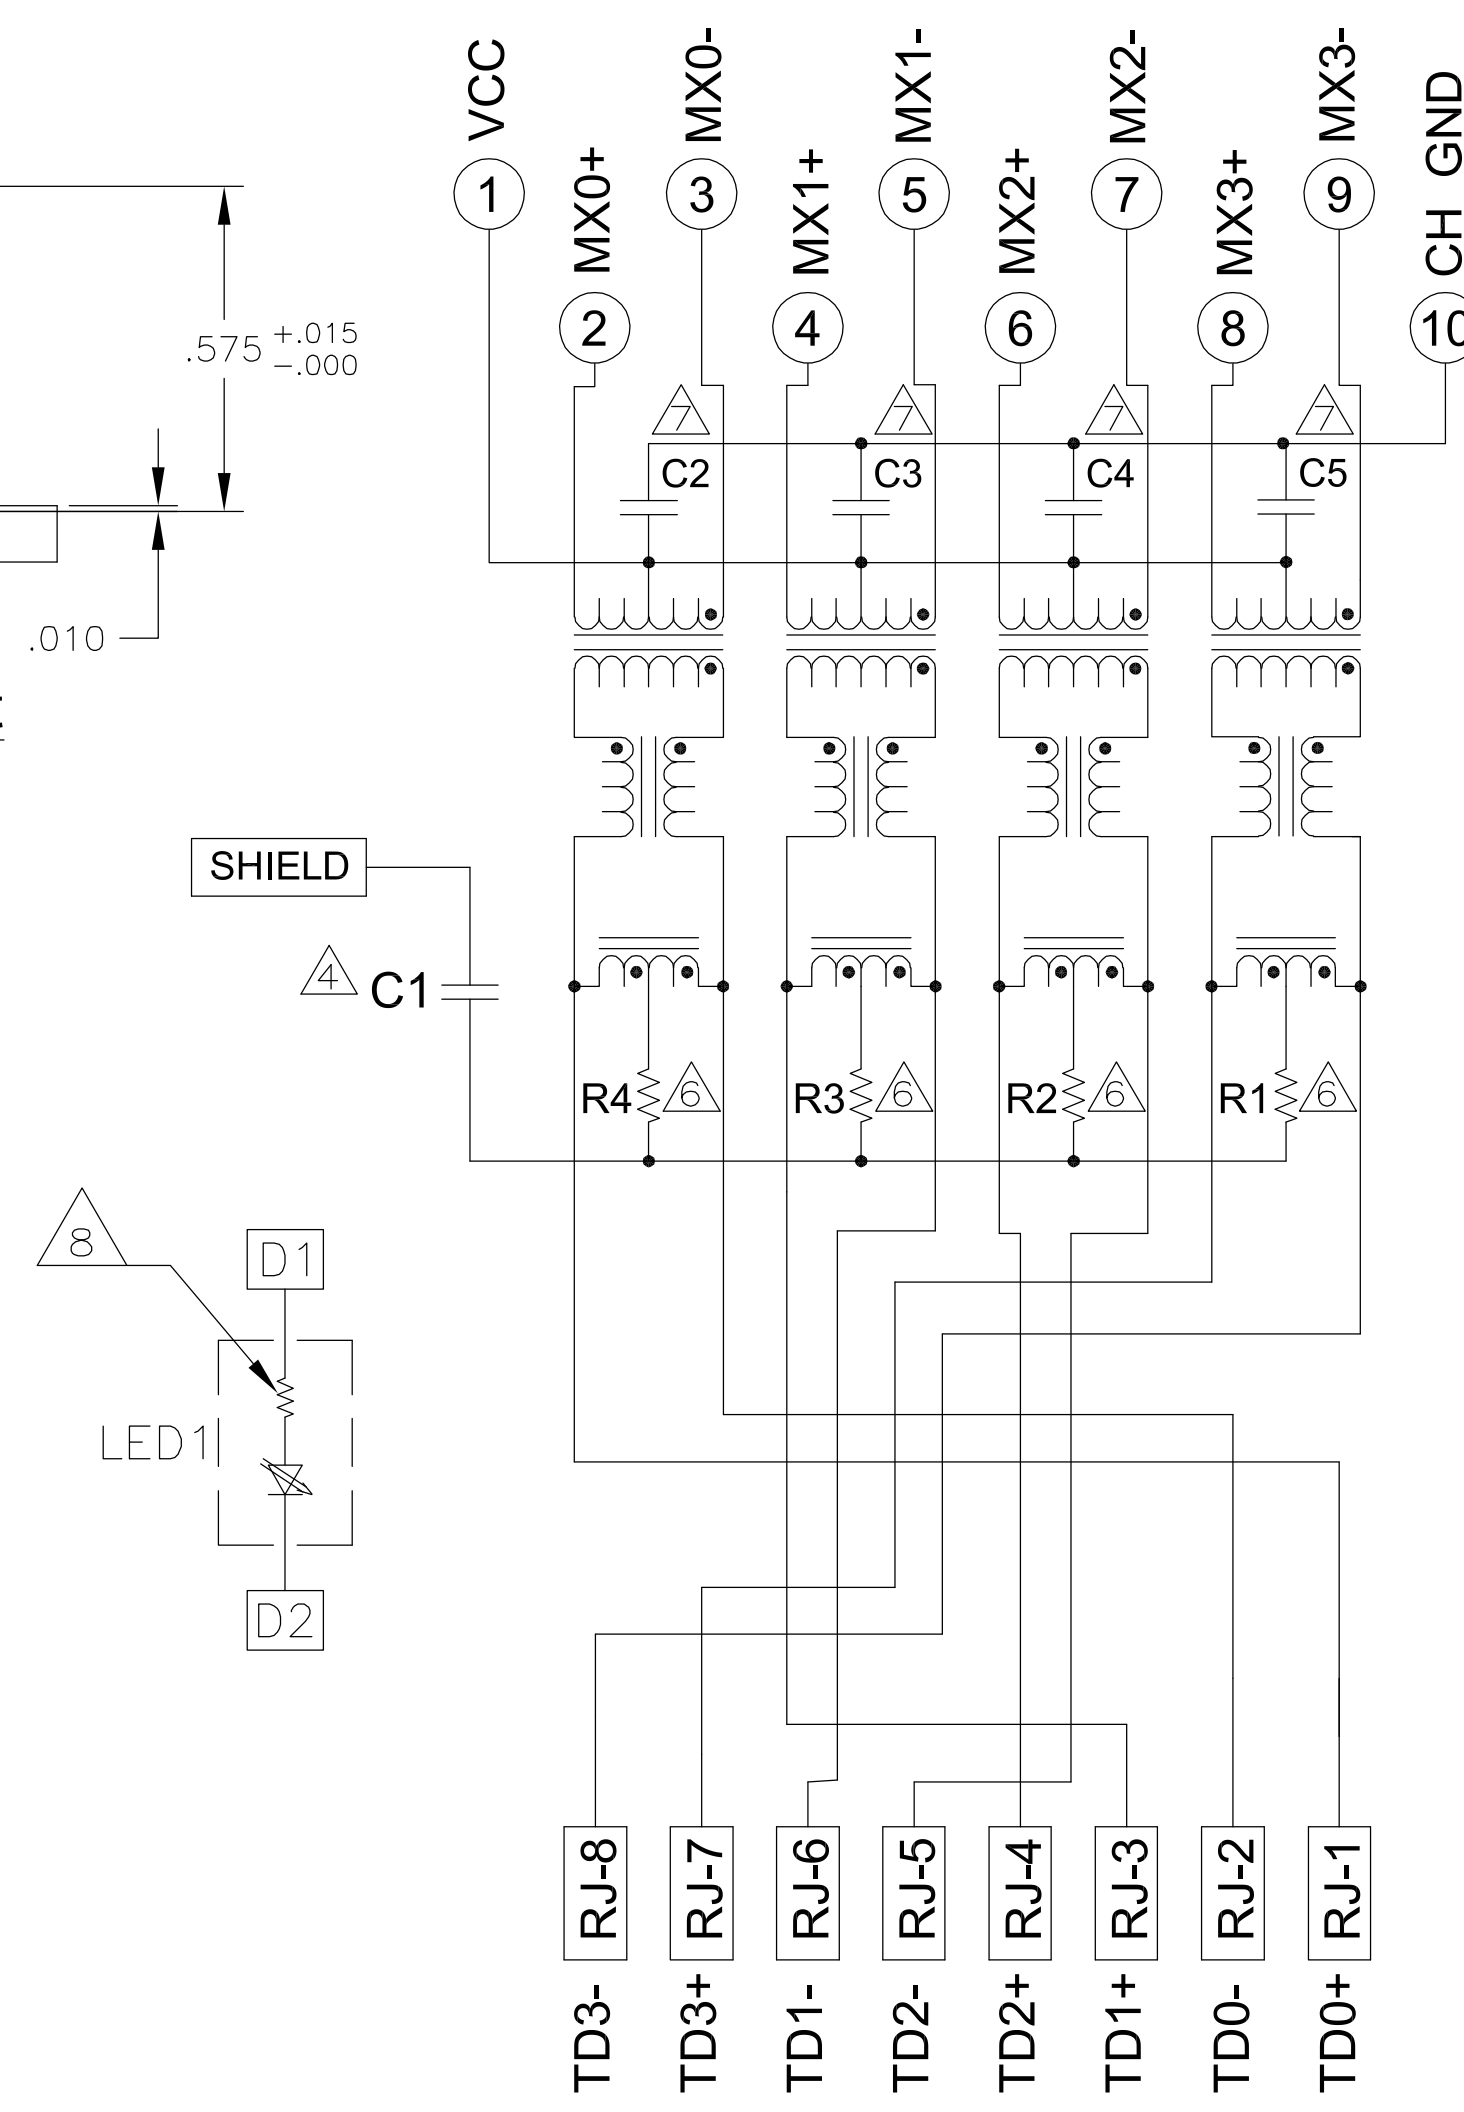 VCC
MX0-
MX1-
MX2-
MX3-
CH GND
MX0+
MX1+
MX2+
MX3+
1
3
5
7
9
2
4
6
8
10
.575 +.015
-.000
7
7
7
7
C2
C3
C4
C5
.010
SHIELD
4
C1
R4
6
R3
6
R2
6
R1
6
8
D1
LED1
D2
RJ-8
RJ-7
RJ-6
RJ-5
RJ-4
RJ-3
RJ-2
RJ-1
TD3-
TD3+
TD1-
TD2-
TD2+
TD1+
TD0-
TD0+